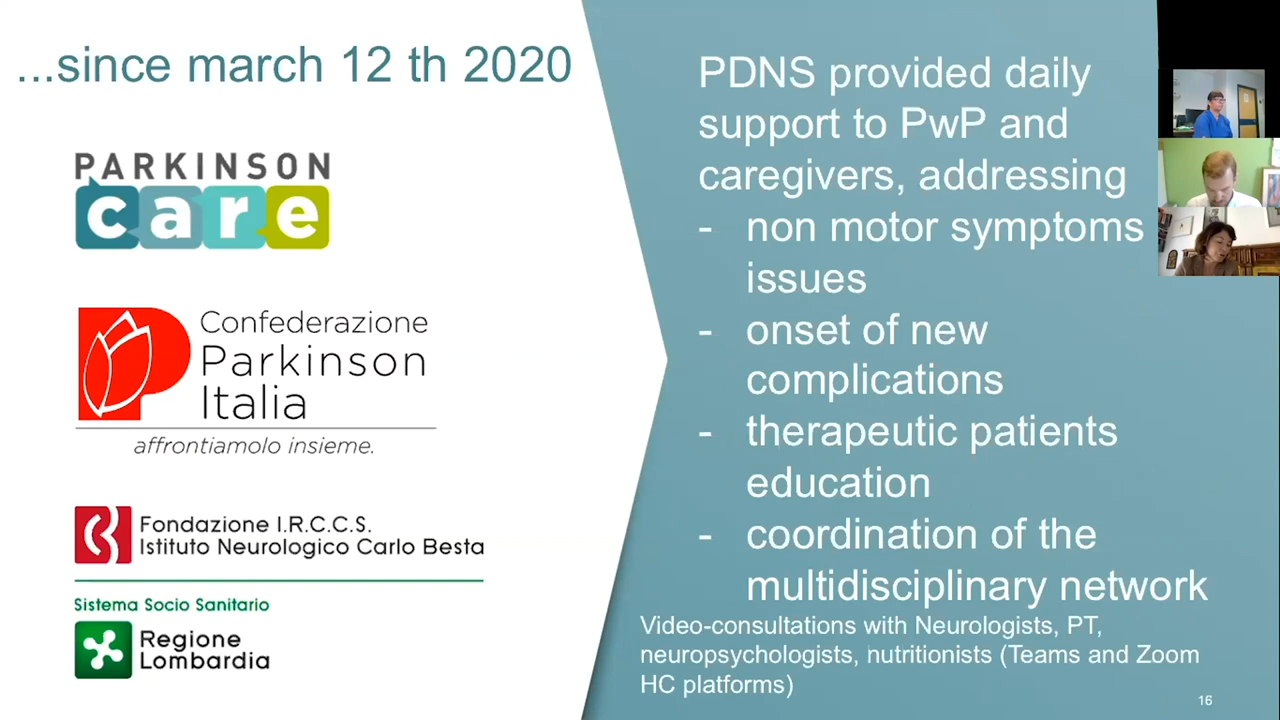 ...since march 12 th 2020
PARKINSON
care
Confederazione
Parkinson
Italia
affrontiamolo insieme.
Fondazione I.R.C.C.S.
Istituto Neurologico Carlo Besta
Sistema Socio Sanitario
Regione
Lombardia
PDNS provided daily
support to PwP and
caregivers, addressing
- non motor symptoms
issues
- onset of new
complications
- therapeutic patients
education
- coordination of the
multidisciplinary network
Video-consultations with Neurologists, PT,
neuropsychologists, nutritionists (Teams and Zoom
HC platforms)
16